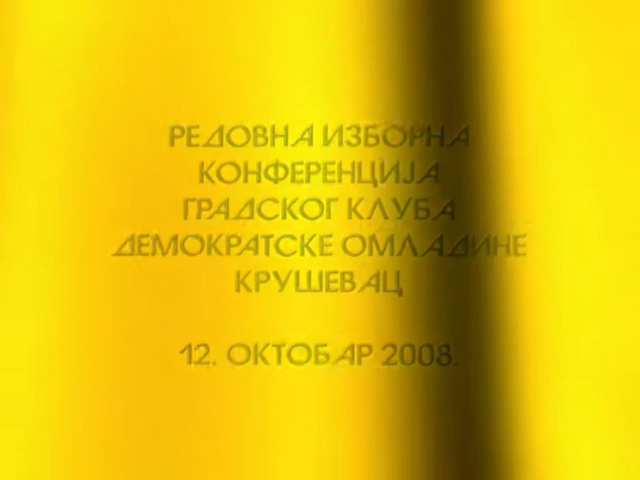 РЕДОВНА ИЗБОРНА
КОНФЕРЕНЦИЈА
ГРАДСКОГ КЛУБА
ДЕМОКРАТСКЕ ОМЛАДИНЕ
КРУШЕВАЦ
12. ОКТОБАР 2008.